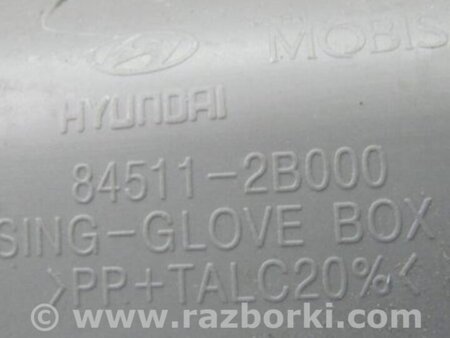 MOBIS
HYUNDAI
84511-2B000
SING-GLOVE BOX
>PP+TALC20%<
© www.razborki.com